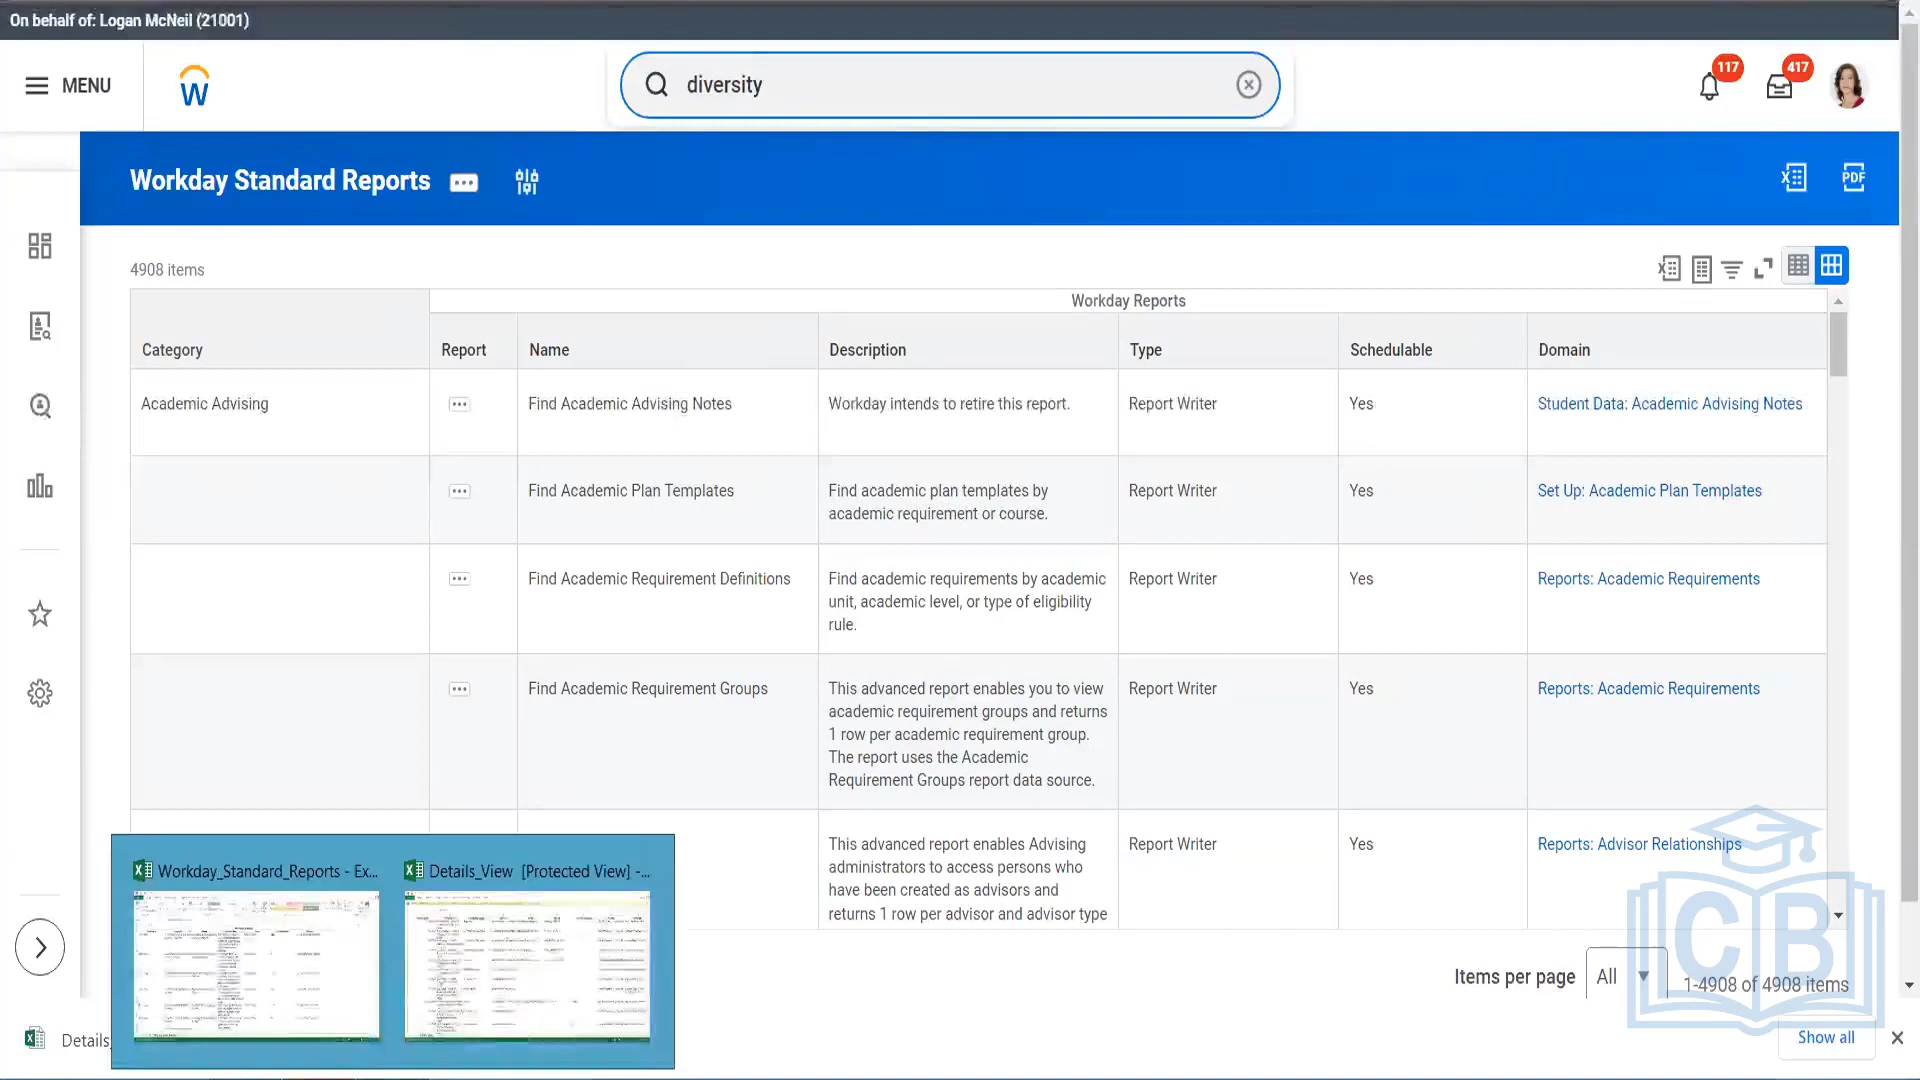 On behalf of: Logan McNeil (21001)
MENU
W
diversity
117
417
Workday Standard Reports
X
PDF
4908 items
Workday Reports
Category
Report
Name
Description
Type
Schedulable
Domain
Academic Advising
Find Academic Advising Notes
Workday intends to retire this report.
Report Writer
Yes
Student Data: Academic Advising Notes
Find Academic Plan Templates
Find academic plan templates by
academic requirement or course.
Report Writer
Yes
Set Up: Academic Plan Templates
Find Academic Requirement Definitions
Find academic requirements by academic
unit, academic level, or type of eligibility
rule.
Report Writer
Yes
Reports: Academic Requirements
Find Academic Requirement Groups
This advanced report enables you to view
academic requirement groups and returns
1 row per academic requirement group.
The report uses the Academic
Requirement Groups report data source.
Report Writer
Yes
Reports: Academic Requirements
This advanced report enables Advising
administrators to access persons who
have been created as advisors and
returns 1 row per advisor and advisor type
Report Writer
Yes
Reports: Advisor Relationships
Workday_Standard_Reports - Ex...
Details_View [Protected View] -...
CB
Items per page
All
1-4908 of 4908 items
Details_
Show all